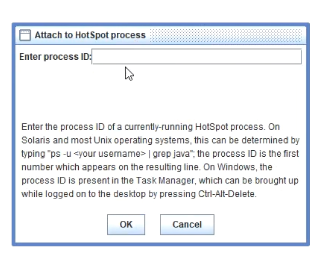 Attach to HotSpot process
Enter process ID:
Enter the process ID of a currently-running HotSpot process. On
Solaris and most Unix operating systems, this can be determined by
typing "ps -u <your username> | grep java"; the process ID is the first
number which appears on the resulting line. On Windows, the
process ID is present in the Task Manager, which can be brought up
while logged on to the desktop by pressing Ctrl-Alt-Delete.
OK Cancel